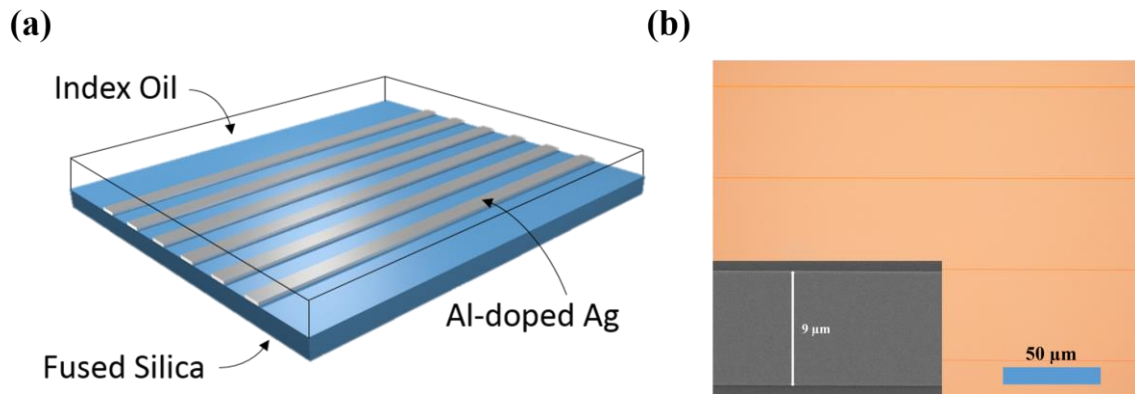 (a)
(b)
Index Oil
Al-doped Ag
Fused Silica
9 µm
50 µm